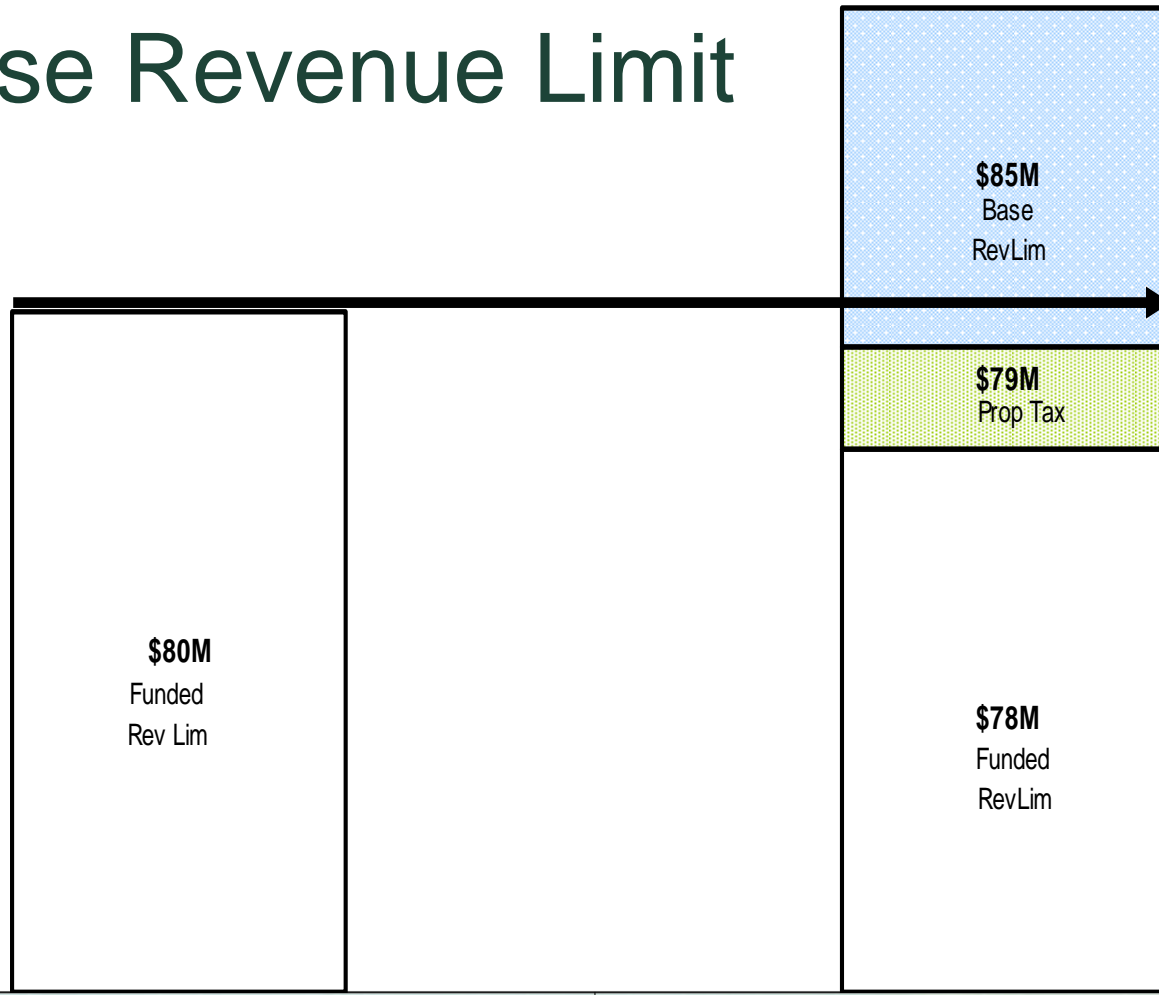 se Revenue Limit
$85M
Base
RevLim
$79M
Prop Tax
$80M
Funded
Rev Lim
$78M
Funded
RevLim